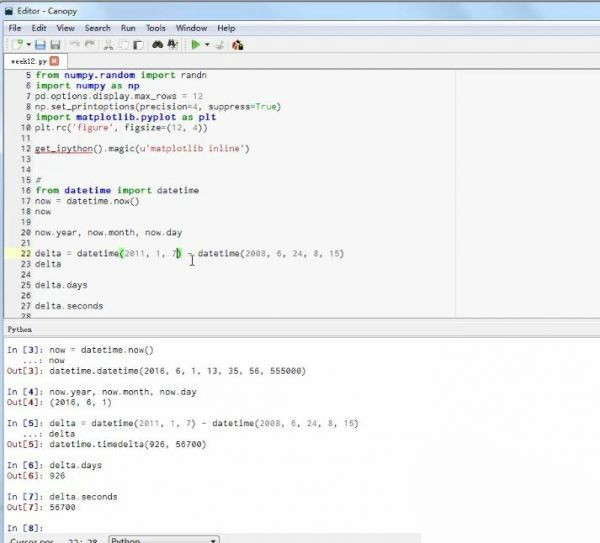 Editor - Canopy
File Edit View Search Run Tools Window Help
week12.py
5 from numpy.random import randn
6 import numpy as np
7 pd.options.display.max_rows = 12
8 np.set_printoptions(precision=4, suppress=True)
9 import matplotlib.pyplot as plt
10 plt.rc('figure', figsize=(12, 4))
11
12 get_ipython().magic(u'matplotlib inline')
13
14
15 #
16 from datetime import datetime
17 now = datetime.now()
18 now
19
20 now.year, now.month, now.day
21
22 delta = datetime(2011, 1, 7) - datetime(2008, 6, 24, 8, 15)
23 delta
24
25 delta.days
26
27 delta.seconds
28
Python
In [3]: now = datetime.now()
...: now
Out[3]: datetime.datetime(2016, 6, 1, 13, 35, 56, 555000)
In [4]: now.year, now.month, now.day
Out[4]: (2016, 6, 1)
In [5]: delta = datetime(2011, 1, 7) - datetime(2008, 6, 24, 8, 15)
...: delta
Out[5]: datetime.timedelta(926, 56700)
In [6]: delta.days
Out[6]: 926
In [7]: delta.seconds
Out[7]: 56700
In [8]:
Cursor pos 22: 28 Python